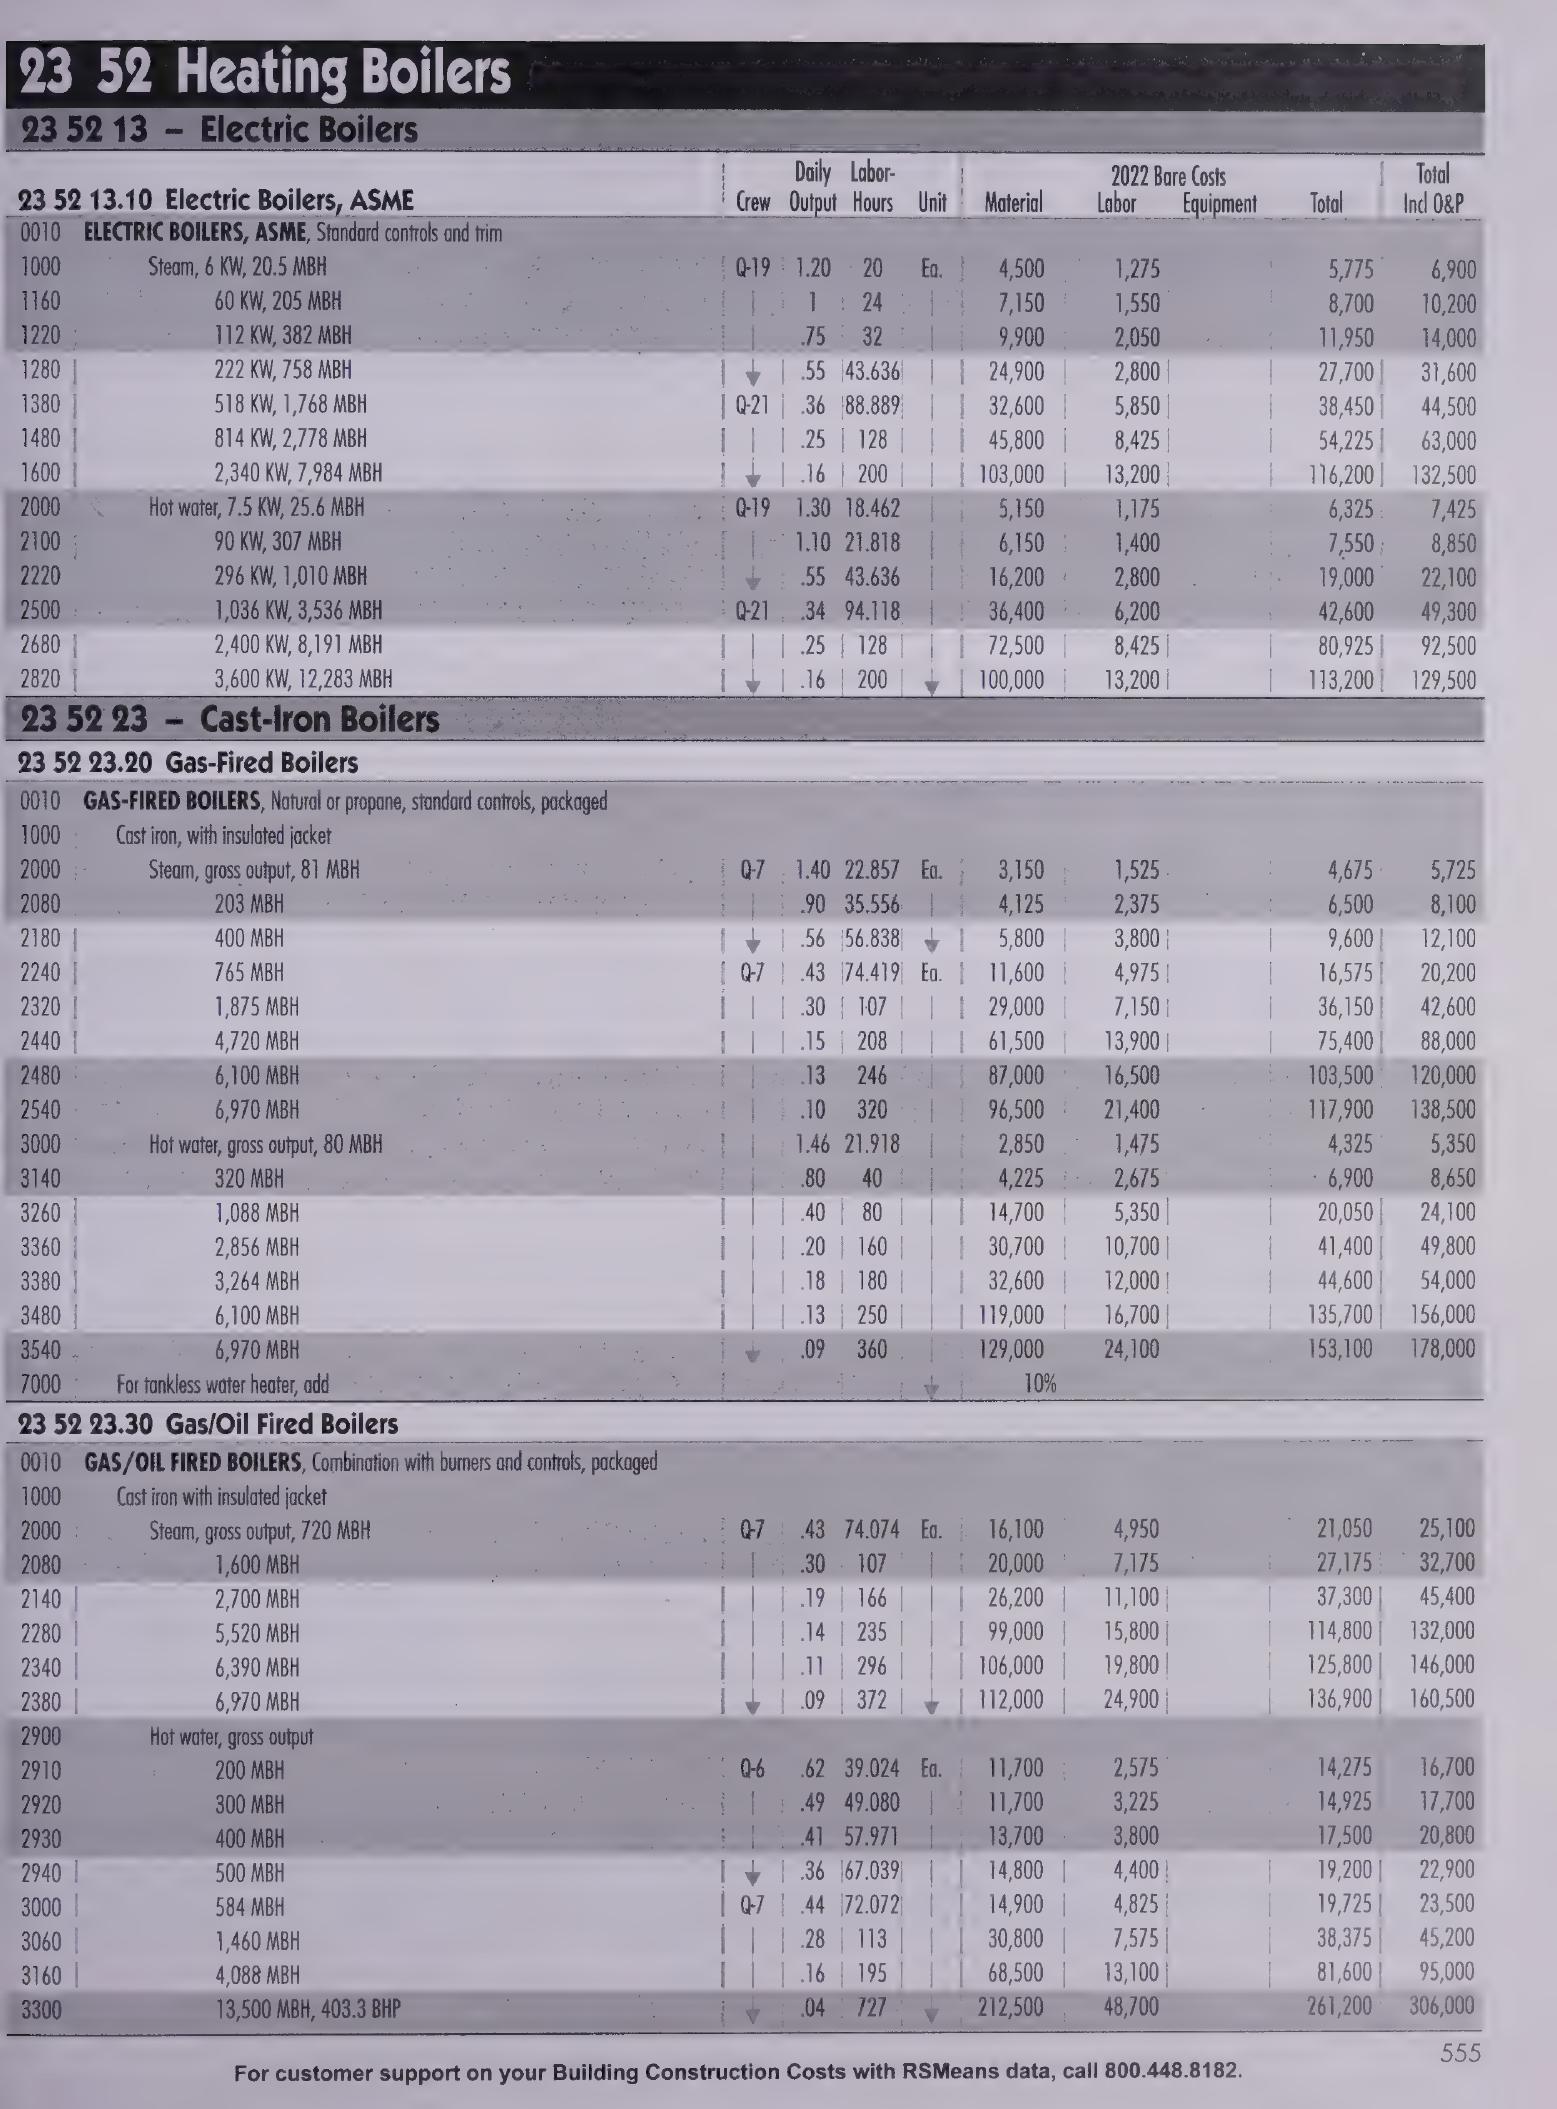 23 52 Heating Boilers
23 52 13 – Electric Boilers
Daily Labor- 2022 Bare Costs Total
23 52 13.10 Electric Boilers, ASME Crew Output Hours Unit Material Labor Equipment Total Incl O&P
0010 ELECTRIC BOILERS, ASME, Standard controls and trim
1000 Steam, 6 KW, 20.5 MBH Q-19 1.20 20 Ea. 4,500 1,275 5,775 6,900
1160 60 KW, 205 MBH 1 24 7,150 1,550 8,700 10,200
1220 112 KW, 382 MBH .75 32 9,900 2,050 11,950 14,000
1280 222 KW, 758 MBH .55 43.636 24,900 2,800 27,700 31,600
1380 518 KW, 1,768 MBH Q-21 .36 88.889 32,600 5,850 38,450 44,500
1480 814 KW, 2,778 MBH .25 128 45,800 8,425 54,225 63,000
1600 2,340 KW, 7,984 MBH .16 200 103,000 13,200 116,200 132,500
2000 Hot water, 7.5 KW, 25.6 MBH Q-19 1.30 18.462 5,150 1,175 6,325 7,425
2100 90 KW, 307 MBH 1.10 21.818 6,150 1,400 7,550 8,850
2220 296 KW, 1,010 MBH .55 43.636 16,200 2,800 19,000 22,100
2500 1,036 KW, 3,536 MBH Q-21 .34 94.118 36,400 6,200 42,600 49,300
2680 2,400 KW, 8,191 MBH .25 128 72,500 8,425 80,925 92,500
2820 3,600 KW, 12,283 MBH .16 200 100,000 13,200 113,200 129,500
23 52 23 – Cast-Iron Boilers
23 52 23.20 Gas-Fired Boilers
0010 GAS-FIRED BOILERS, Natural or propane, standard controls, packaged
1000 Cast iron, with insulated jacket
2000 Steam, gross output, 81 MBH Q-7 1.40 22.857 Ea. 3,150 1,525 4,675 5,725
2080 203 MBH .90 35.556 4,125 2,375 6,500 8,100
2180 400 MBH .56 56.838 5,800 3,800 9,600 12,100
2240 765 MBH Q-7 .43 74.419 Ea. 11,600 4,975 16,575 20,200
2320 1,875 MBH .30 107 29,000 7,150 36,150 42,600
2440 4,720 MBH .15 208 61,500 13,900 75,400 88,000
2480 6,100 MBH .13 246 87,000 16,500 103,500 120,000
2540 6,970 MBH .10 320 96,500 21,400 117,900 138,500
3000 Hot water, gross output, 80 MBH 1.46 21.918 2,850 1,475 4,325 5,350
3140 320 MBH .80 40 4,225 2,675 6,900 8,650
3260 1,088 MBH .40 80 14,700 5,350 20,050 24,100
3360 2,856 MBH .20 160 30,700 10,700 41,400 49,800
3380 3,264 MBH .18 180 32,600 12,000 44,600 54,000
3480 6,100 MBH .13 250 119,000 16,700 135,700 156,000
3540 6,970 MBH .09 360 129,000 24,100 153,100 178,000
7000 For tankless water heater, add 10%
23 52 23.30 Gas/Oil Fired Boilers
0010 GAS/OIL FIRED BOILERS, Combination with burners and controls, packaged
1000 Cast iron with insulated jacket
2000 Steam, gross output, 720 MBH Q-7 .43 74.074 Ea. 16,100 4,950 21,050 25,100
2080 1,600 MBH .30 107 20,000 7,175 27,175 32,700
2140 2,700 MBH .19 166 26,200 11,100 37,300 45,400
2280 5,520 MBH .14 235 99,000 15,800 114,800 132,000
2340 6,390 MBH .11 296 106,000 19,800 125,800 146,000
2380 6,970 MBH .09 372 112,000 24,900 136,900 160,500
2900 Hot water, gross output
2910 200 MBH Q-6 .62 39.024 Ea. 11,700 2,575 14,275 16,700
2920 300 MBH .49 49.080 11,700 3,225 14,925 17,700
2930 400 MBH .41 57.971 13,700 3,800 17,500 20,800
2940 500 MBH .36 67.039 14,800 4,400 19,200 22,900
3000 584 MBH Q-7 .44 72.072 14,900 4,825 19,725 23,500
3060 1,460 MBH .28 113 30,800 7,575 38,375 45,200
3160 4,088 MBH .16 195 68,500 13,100 81,600 95,000
3300 13,500 MBH, 403.3 BHP .04 727 212,500 48,700 261,200 306,000
555
For customer support on your Building Construction Costs with RSMeans data, call 800.448.8182.